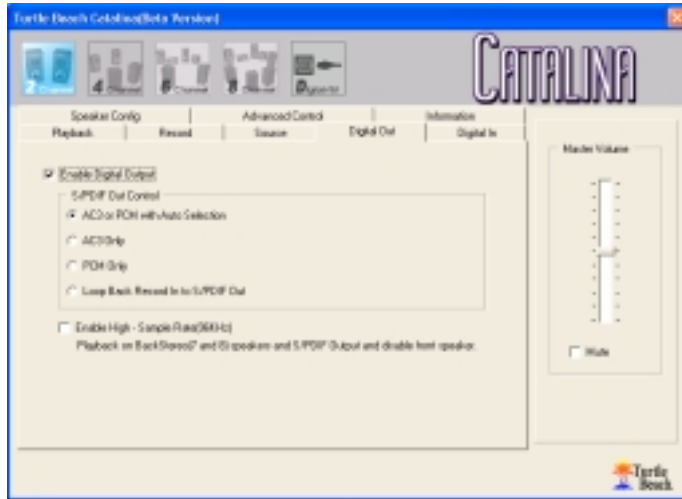 Turtle Beach Catalina(Beta Version)
2 Channel
4 Channel
6 Channel
8 Channel
CATALINA
Speaker Config
Advanced Control
Information
Playback
Record
Source
Digital Out
Digital In
Enable Digital Output
S/PDIF Out Control
AC3 or PCM with Auto Selection
AC3 Only
PCM Only
Loop Back Record In to S/PDIF Out
Enable High - Sample Rate(96KHz)
Playback on Back Stereo(7 and 8) speakers and S/PDIF Output and disable front speaker.
Master Volume
Mute
Turtle
Beach